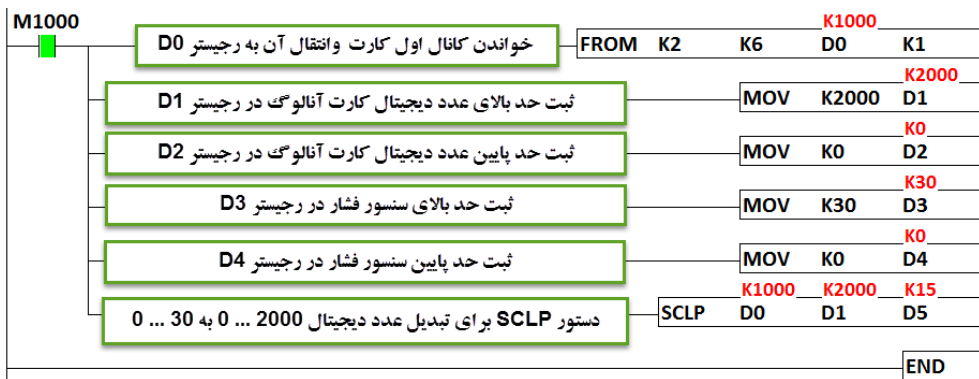 M1000
K1000
خواندن کانال اول کارت وانتقال آن به رجیستر D0
FROM K2 K6 D0 K1
K2000
ثبت حد بالای عدد دیجیتال کارت آنالوگ در رجیستر D1
MOV K2000 D1
K0
ثبت حد پایین عدد دیجیتال کارت آنالوگ در رجیستر D2
MOV K0 D2
K30
ثبت حد بالای سنسور فشار در رجیستر D3
MOV K30 D3
K0
ثبت حد پایین سنسور فشار در رجیستر D4
MOV K0 D4
K1000 K2000 K15
دستور SCLP برای تبدیل عدد دیجیتال 2000 ... 0 به 30 ... 0
SCLP D0 D1 D5
END